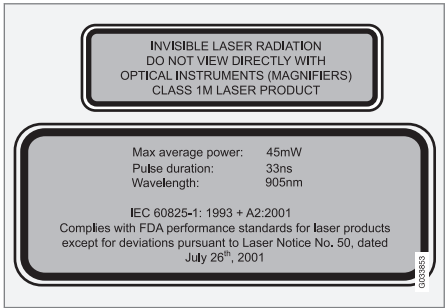 INVISIBLE LASER RADIATION
DO NOT VIEW DIRECTLY WITH
OPTICAL INSTRUMENTS (MAGNIFIERS)
CLASS 1M LASER PRODUCT
Max average power: 45mW
Pulse duration: 33ns
Wavelength: 905nm
IEC 60825-1: 1993 + A2:2001
Complies with FDA performance standards for laser products
except for deviations pursuant to Laser Notice No. 50, dated
July 26th, 2001
G033853